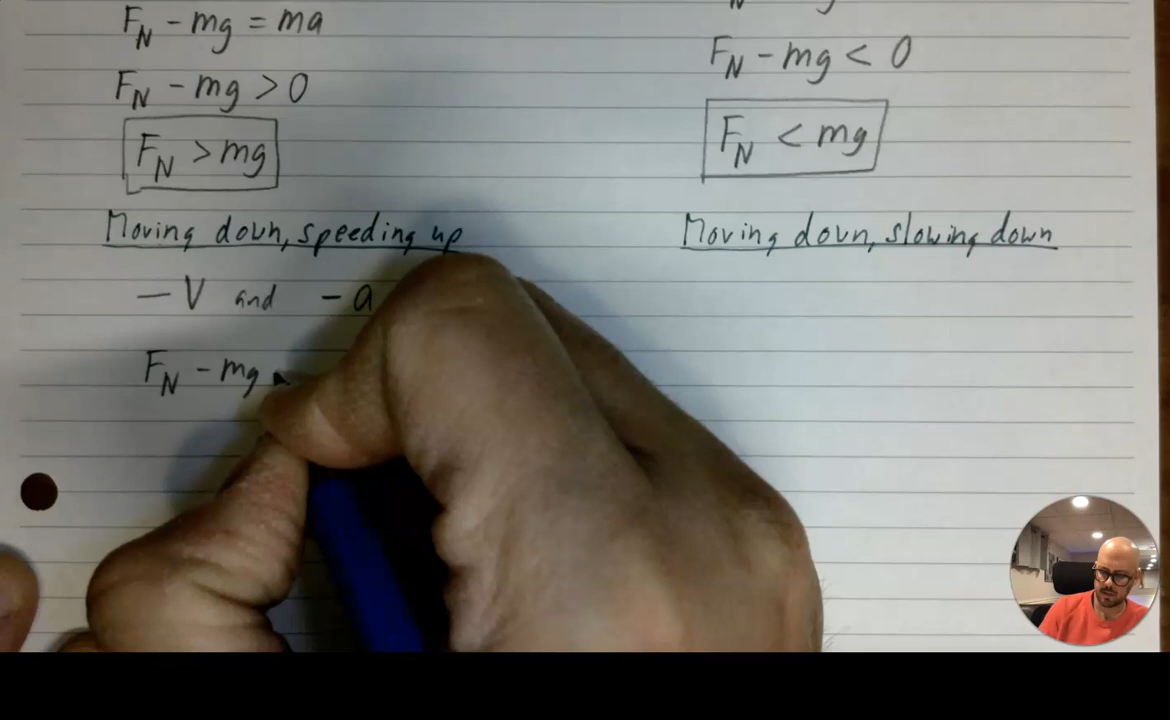 F_N - mg = ma
F_N - mg > 0
F_N > mg
Moving down, speeding up
- V and - a
F_N - mg
F_N - mg < 0
F_N < mg
Moving down, slowing down